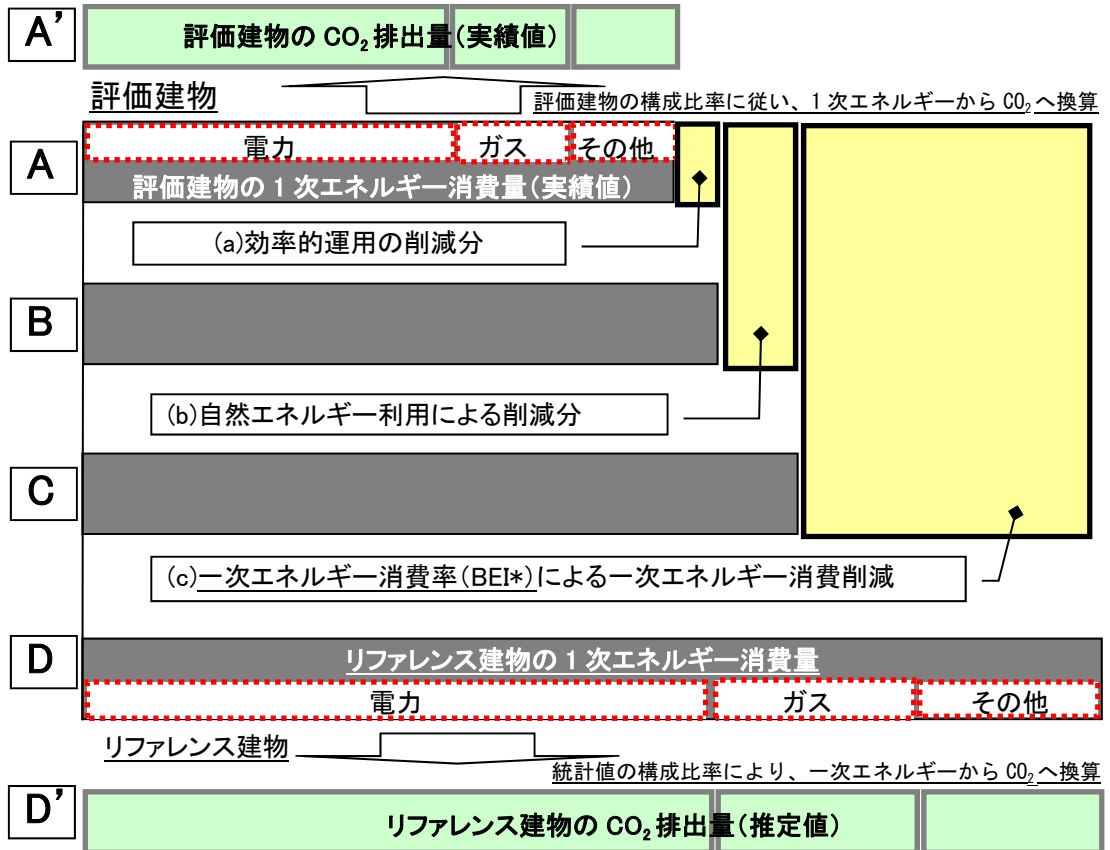 A’
評価建物の CO₂ 排出量(実績値)
評価建物
評価建物の構成比率に従い、1 次エネルギーから CO₂ へ換算
A
電力
ガス
その他
評価建物の 1 次エネルギー消費量(実績値)
(a)効率的運用の削減分
B
(b)自然エネルギー利用による削減分
C
(c)一次エネルギー消費率(BEI*)による一次エネルギー消費削減
D
リファレンス建物の 1 次エネルギー消費量
電力
ガス
その他
リファレンス建物
統計値の構成比率により、一次エネルギーから CO₂ へ換算
D’
リファレンス建物の CO₂ 排出量(推定値)